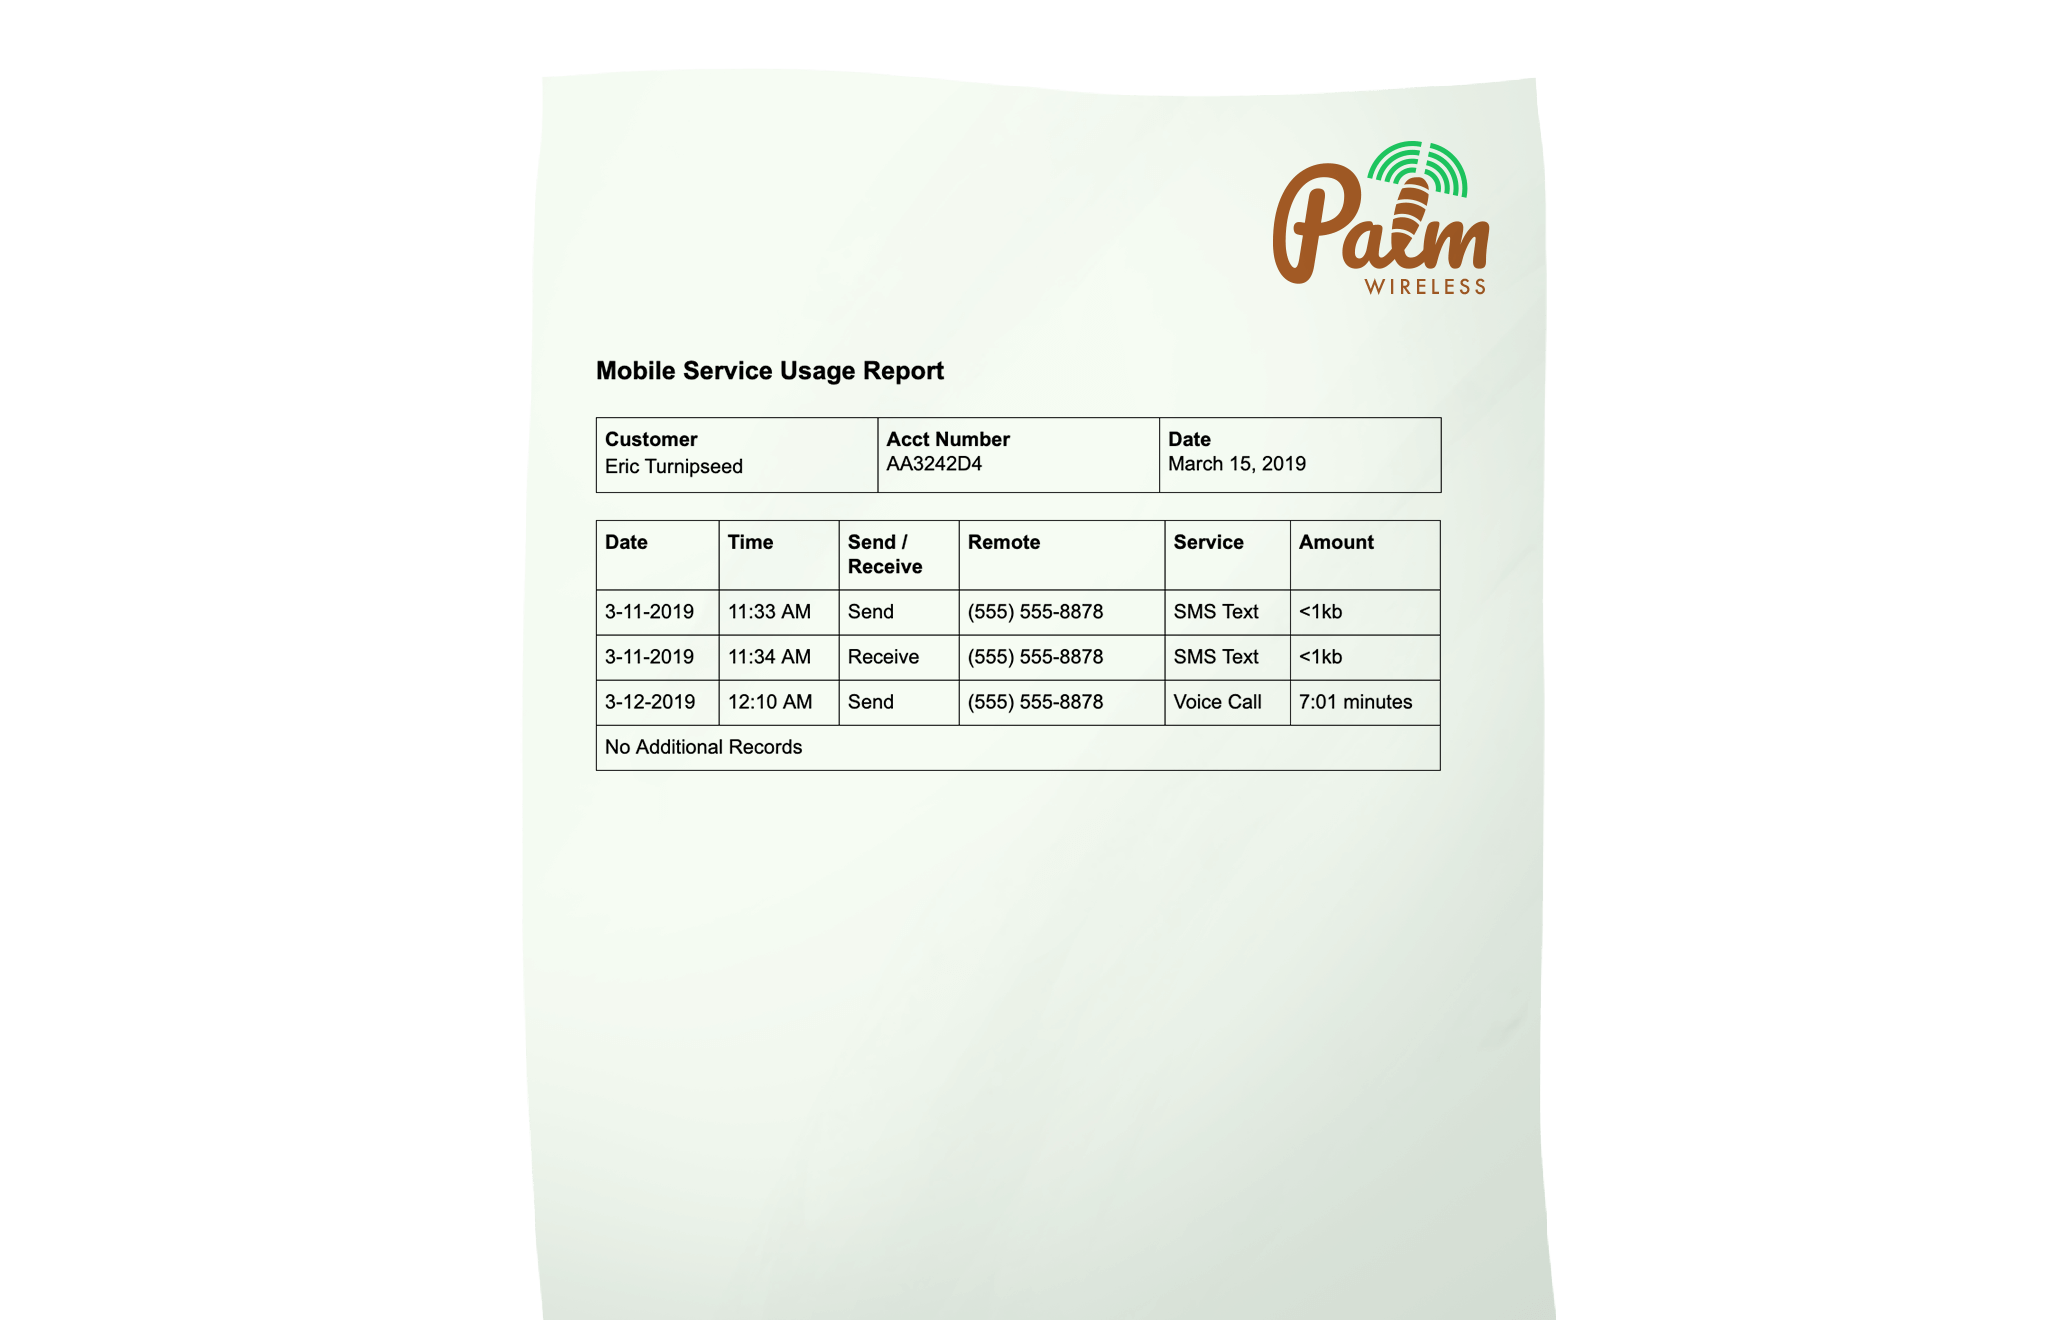 Palm
WIRELESS
Mobile Service Usage Report
Customer Acct Number Date
Eric Turnipseed AA3242D4 March 15, 2019
Date Time Send / Receive Remote Service Amount
3-11-2019 11:33 AM Send (555) 555-8878 SMS Text <1kb
3-11-2019 11:34 AM Receive (555) 555-8878 SMS Text <1kb
3-12-2019 12:10 AM Send (555) 555-8878 Voice Call 7:01 minutes
No Additional Records